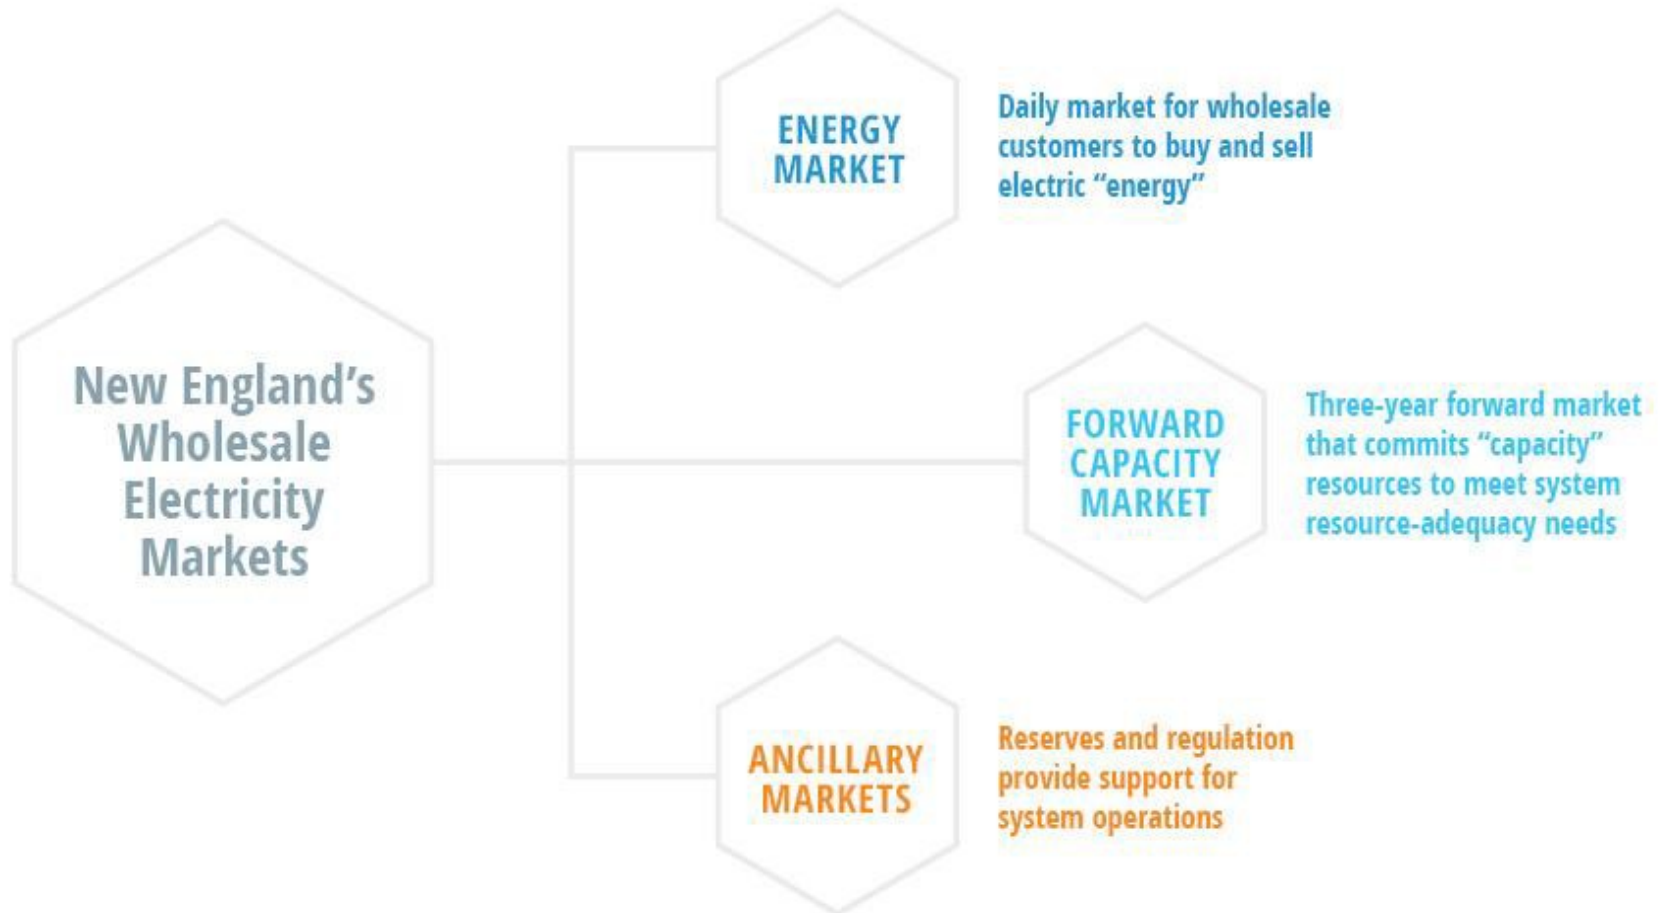 New England’s
Wholesale
Electricity
Markets
ENERGY
MARKET
Daily market for wholesale
customers to buy and sell
electric “energy”
FORWARD
CAPACITY
MARKET
Three-year forward market
that commits “capacity”
resources to meet system
resource-adequacy needs
ANCILLARY
MARKETS
Reserves and regulation
provide support for
system operations